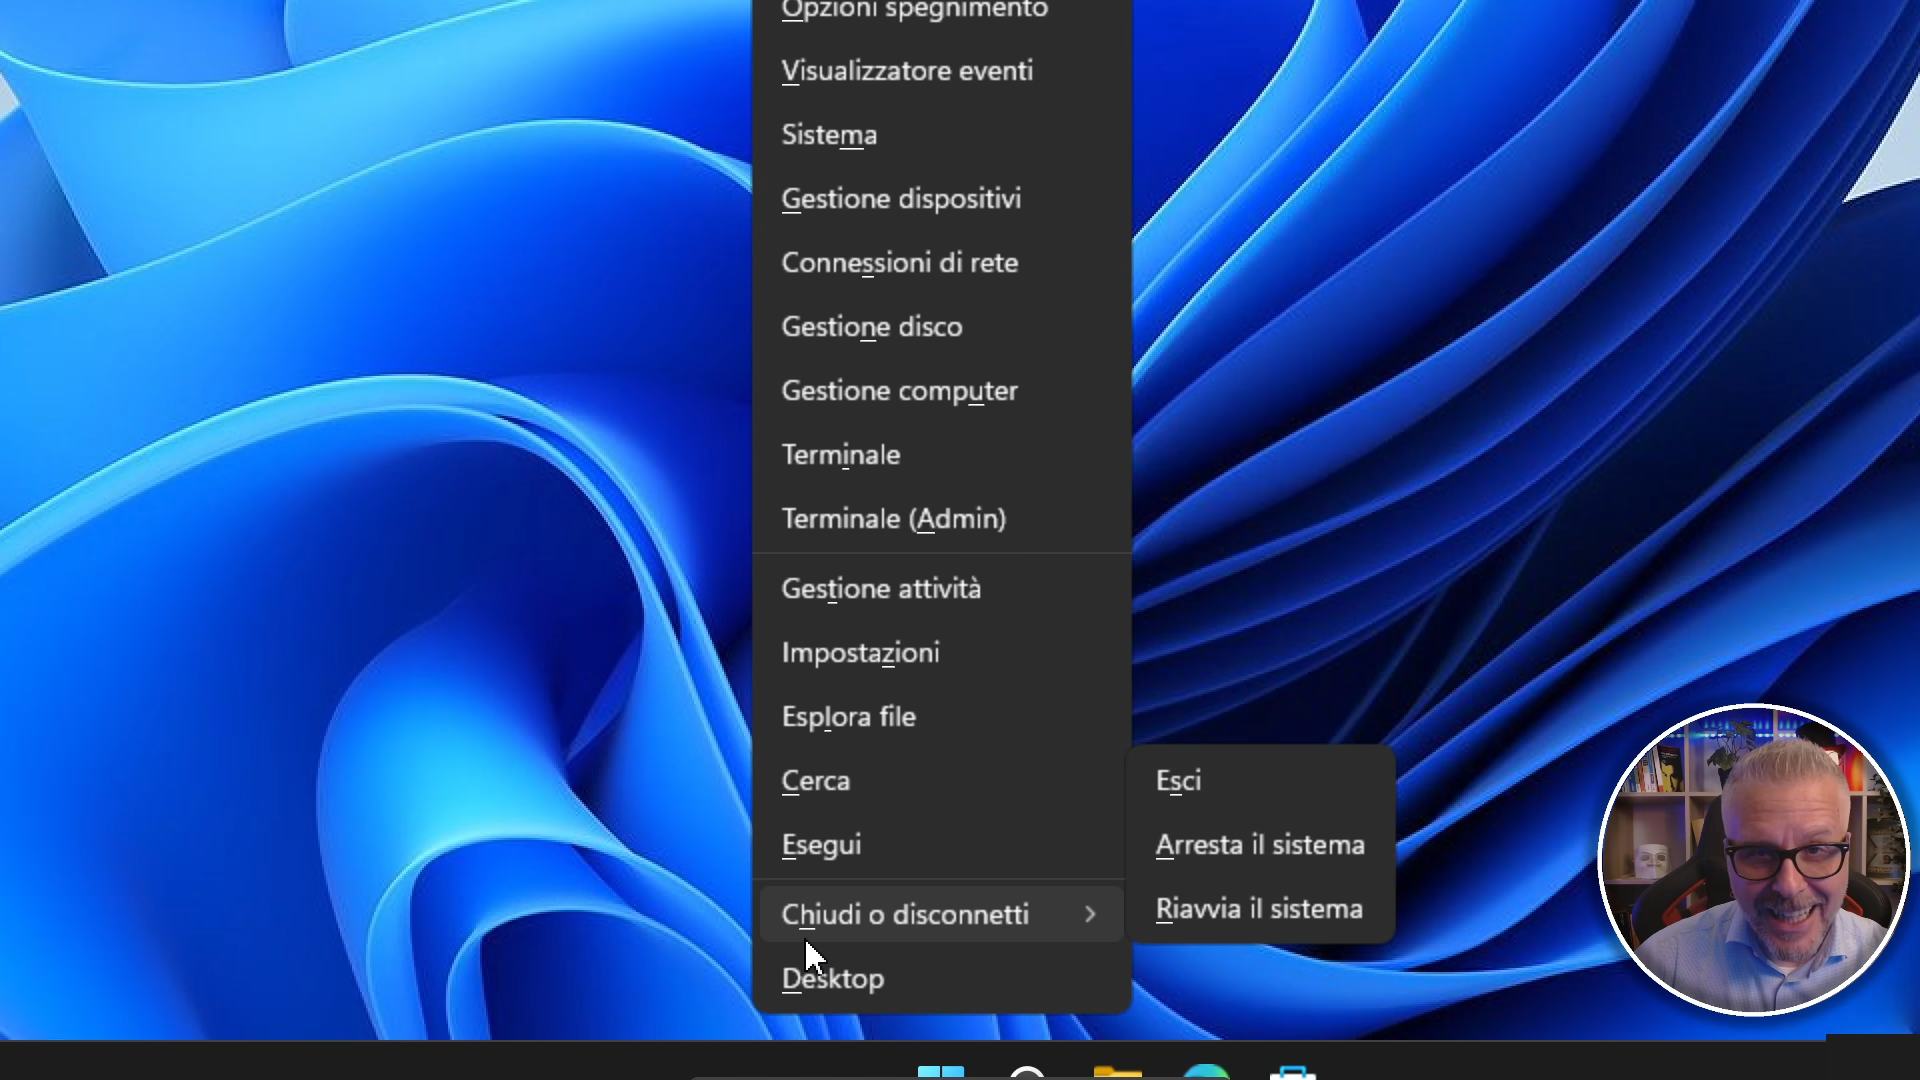 Opzioni spegnimento
Visualizzatore eventi
Sistema
Gestione dispositivi
Connessioni di rete
Gestione disco
Gestione computer
Terminale
Terminale (Admin)
Gestione attività
Impostazioni
Esplora file
Cerca
Esegui
Chiudi o disconnetti
Desktop
Esci
Arresta il sistema
Riavvia il sistema